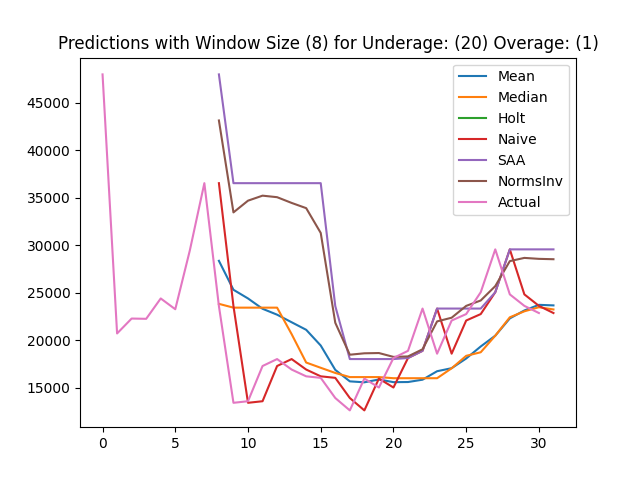 Predictions with Window Size (8) for Underage: (20) Overage: (1)
Mean
Median
Holt
Naive
SAA
NormsInv
Actual
45000
40000
35000
30000
25000
20000
15000
0 5 10 15 20 25 30